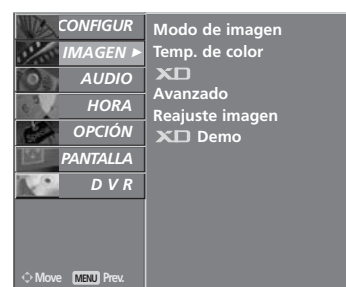 CONFIGUR
IMAGEN ►
AUDIO
HORA
OPCIÓN
PANTALLA
D V R
Modo de imagen
Temp. de color
XD
Avanzado
Reajuste imagen
XD Demo
Move MENU Prev.